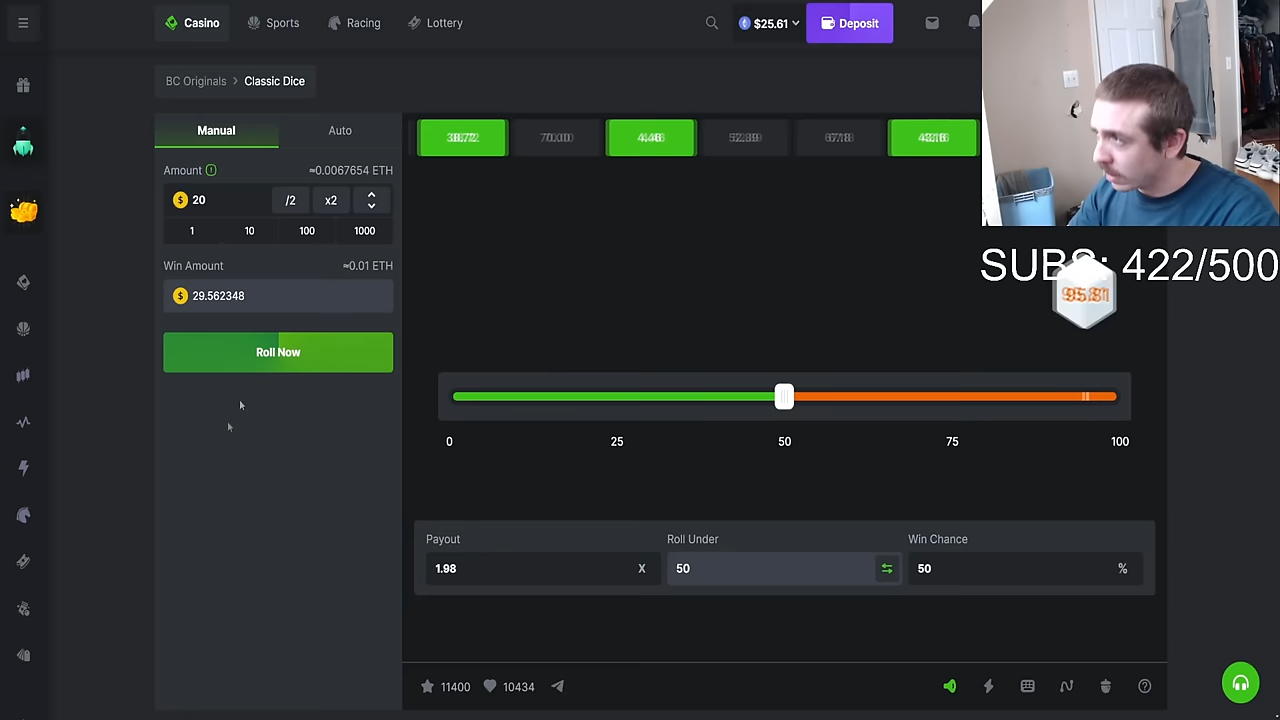 Casino Sports Racing Lottery $25.61 Deposit
BC Originals > Classic Dice
Manual Auto
70.00
Amount ≈0.0067654 ETH
20 /2 x2
1 10 100 1000
Win Amount ≈0.01 ETH
29.562348
Roll Now
SUBS: 422/500
0 25 50 75 100
Payout Roll Under Win Chance
1.98 X 50 50 %
11400 10434